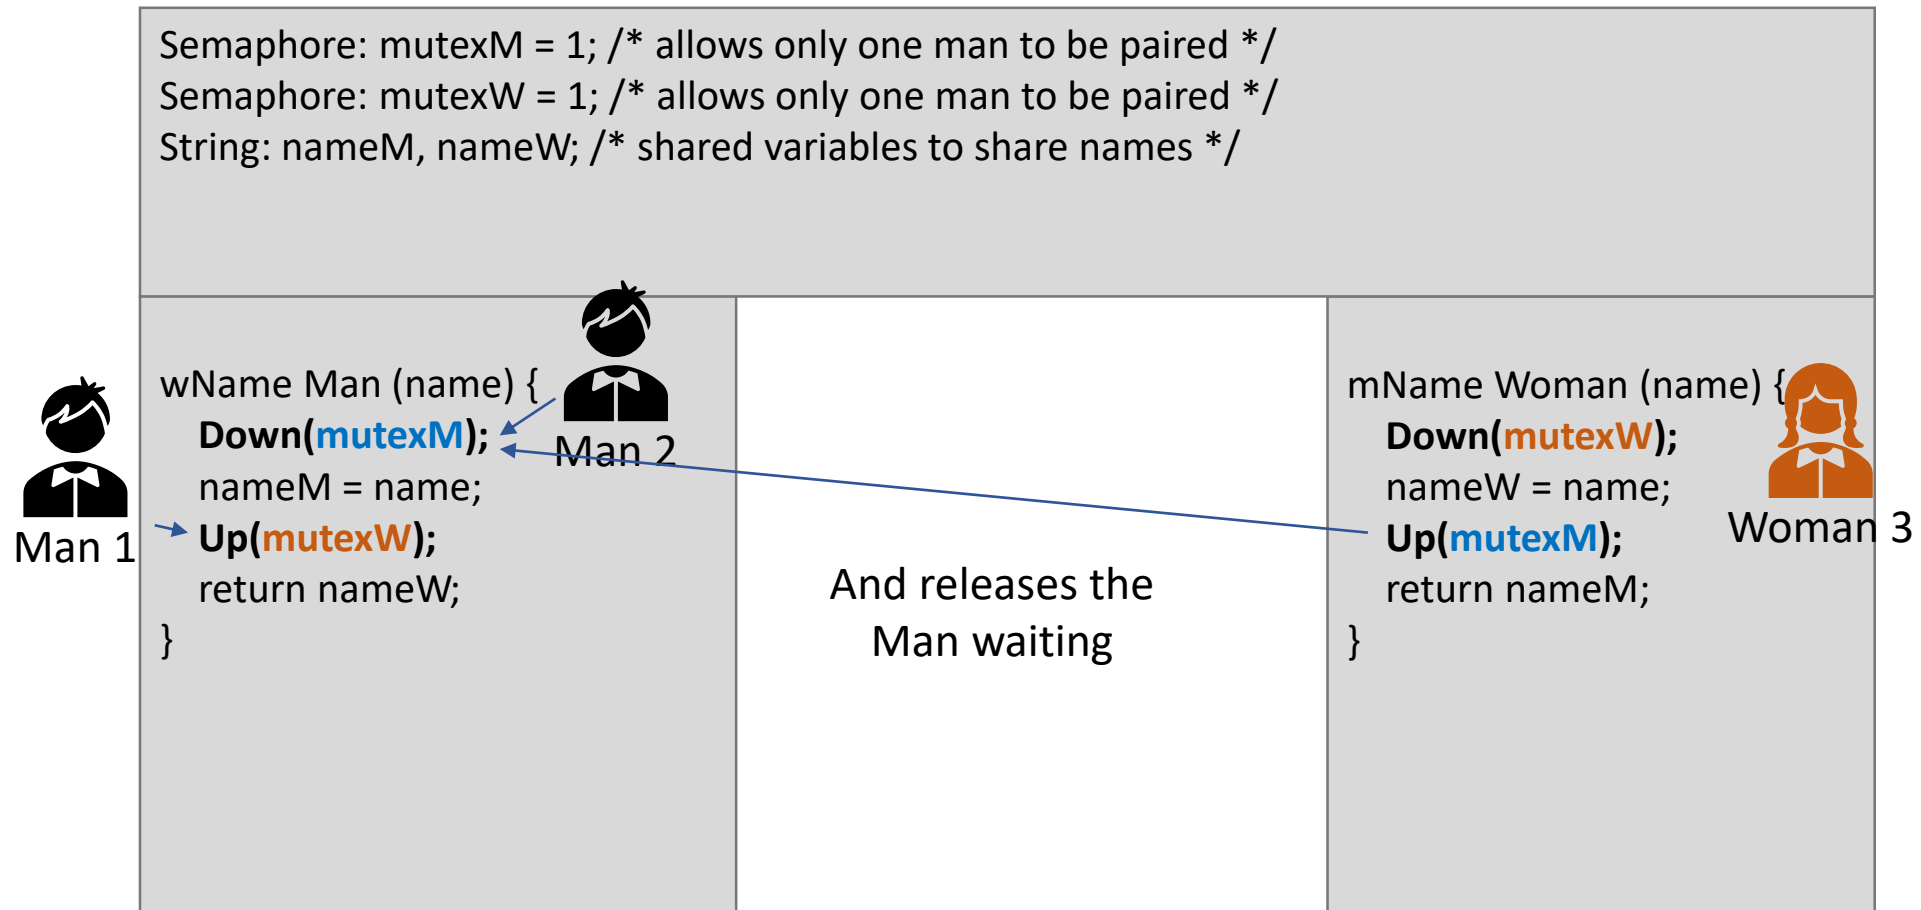 Semaphore: mutexM = 1; /* allows only one man to be paired */
Semaphore: mutexW = 1; /* allows only one man to be paired */
String: nameM, nameW; /* shared variables to share names */
wName Man (name) {
Down(mutexM);
nameM = name;
Up(mutexW);
return nameW;
}
Man 1
Man 2
And releases the
Man waiting
mName Woman (name) {
Down(mutexW);
nameW = name;
Up(mutexM);
return nameM;
}
Woman 3